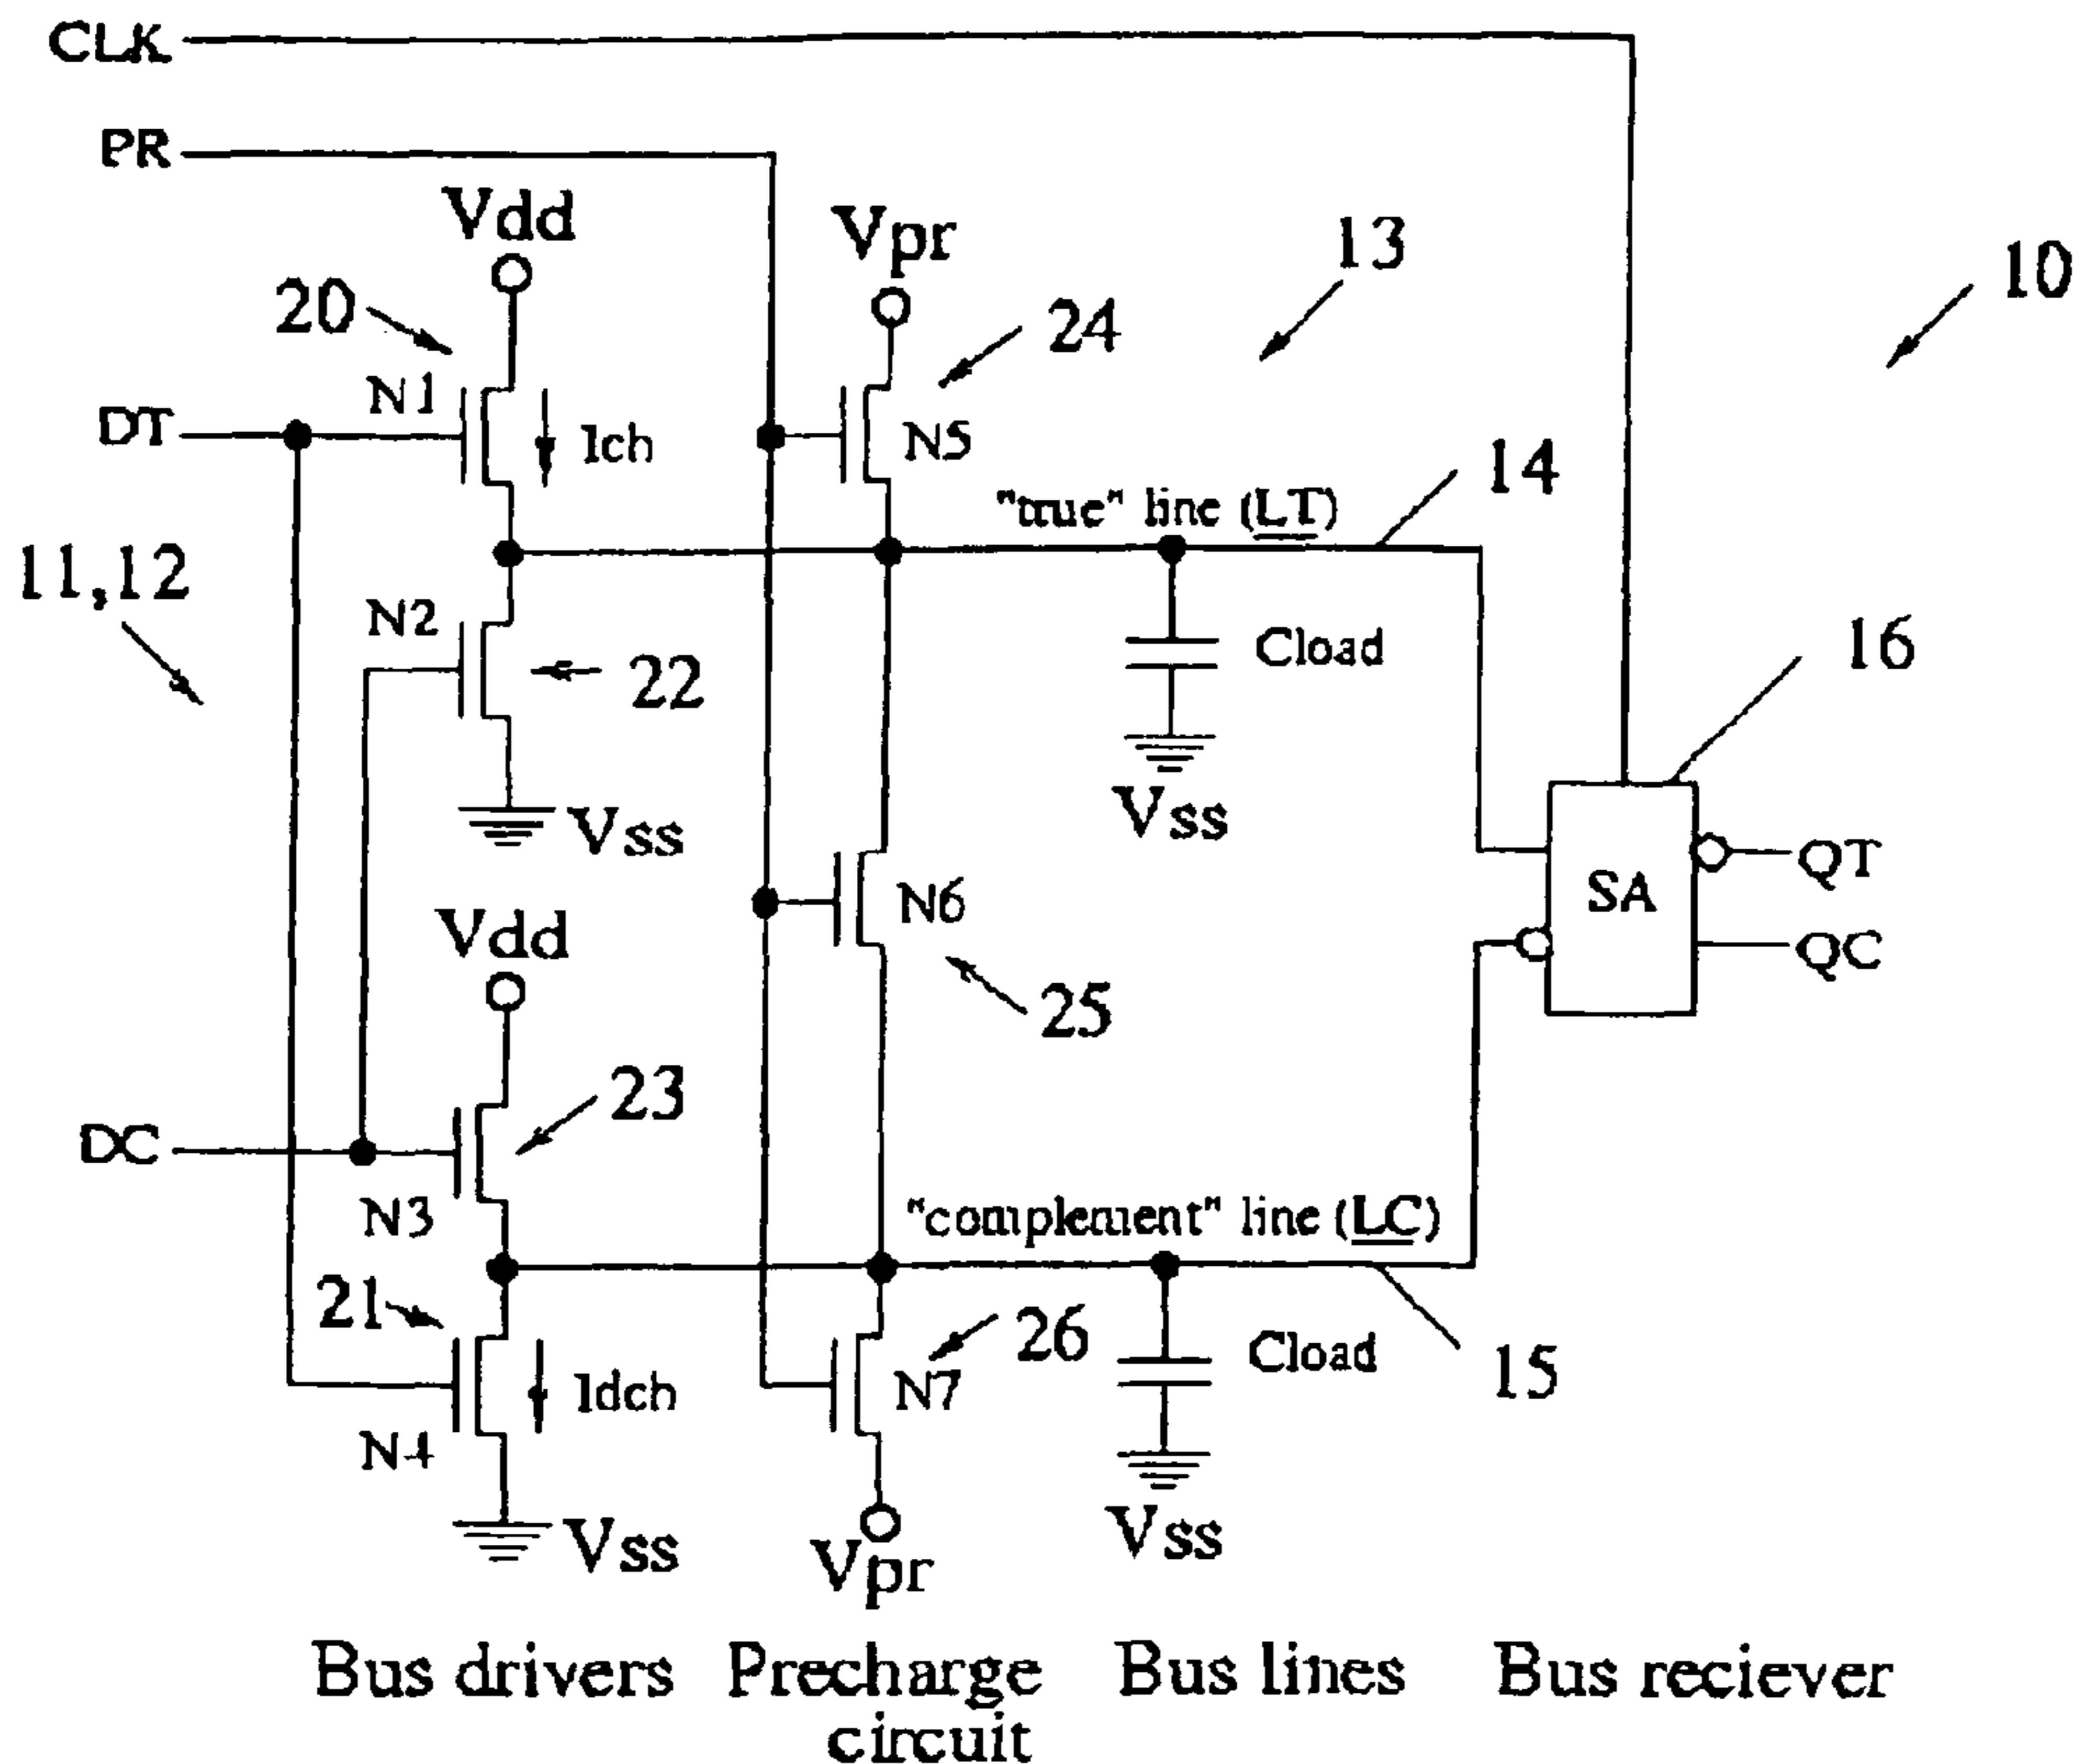 CLK
PR
Vdd
Vpr
13
10
20
24
N1
DT
Ich
N5
14
"true" line (LT)
11,12
N2
22
Cload
16
Vss
Vss
QT
SA
N6
Vdd
QC
25
23
DC
N3
"complement" line (LC)
21
26
Cload
15
Idch
N7
N4
Vss
Vss
Vpr
Bus drivers
Precharge
circuit
Bus lines
Bus reciever